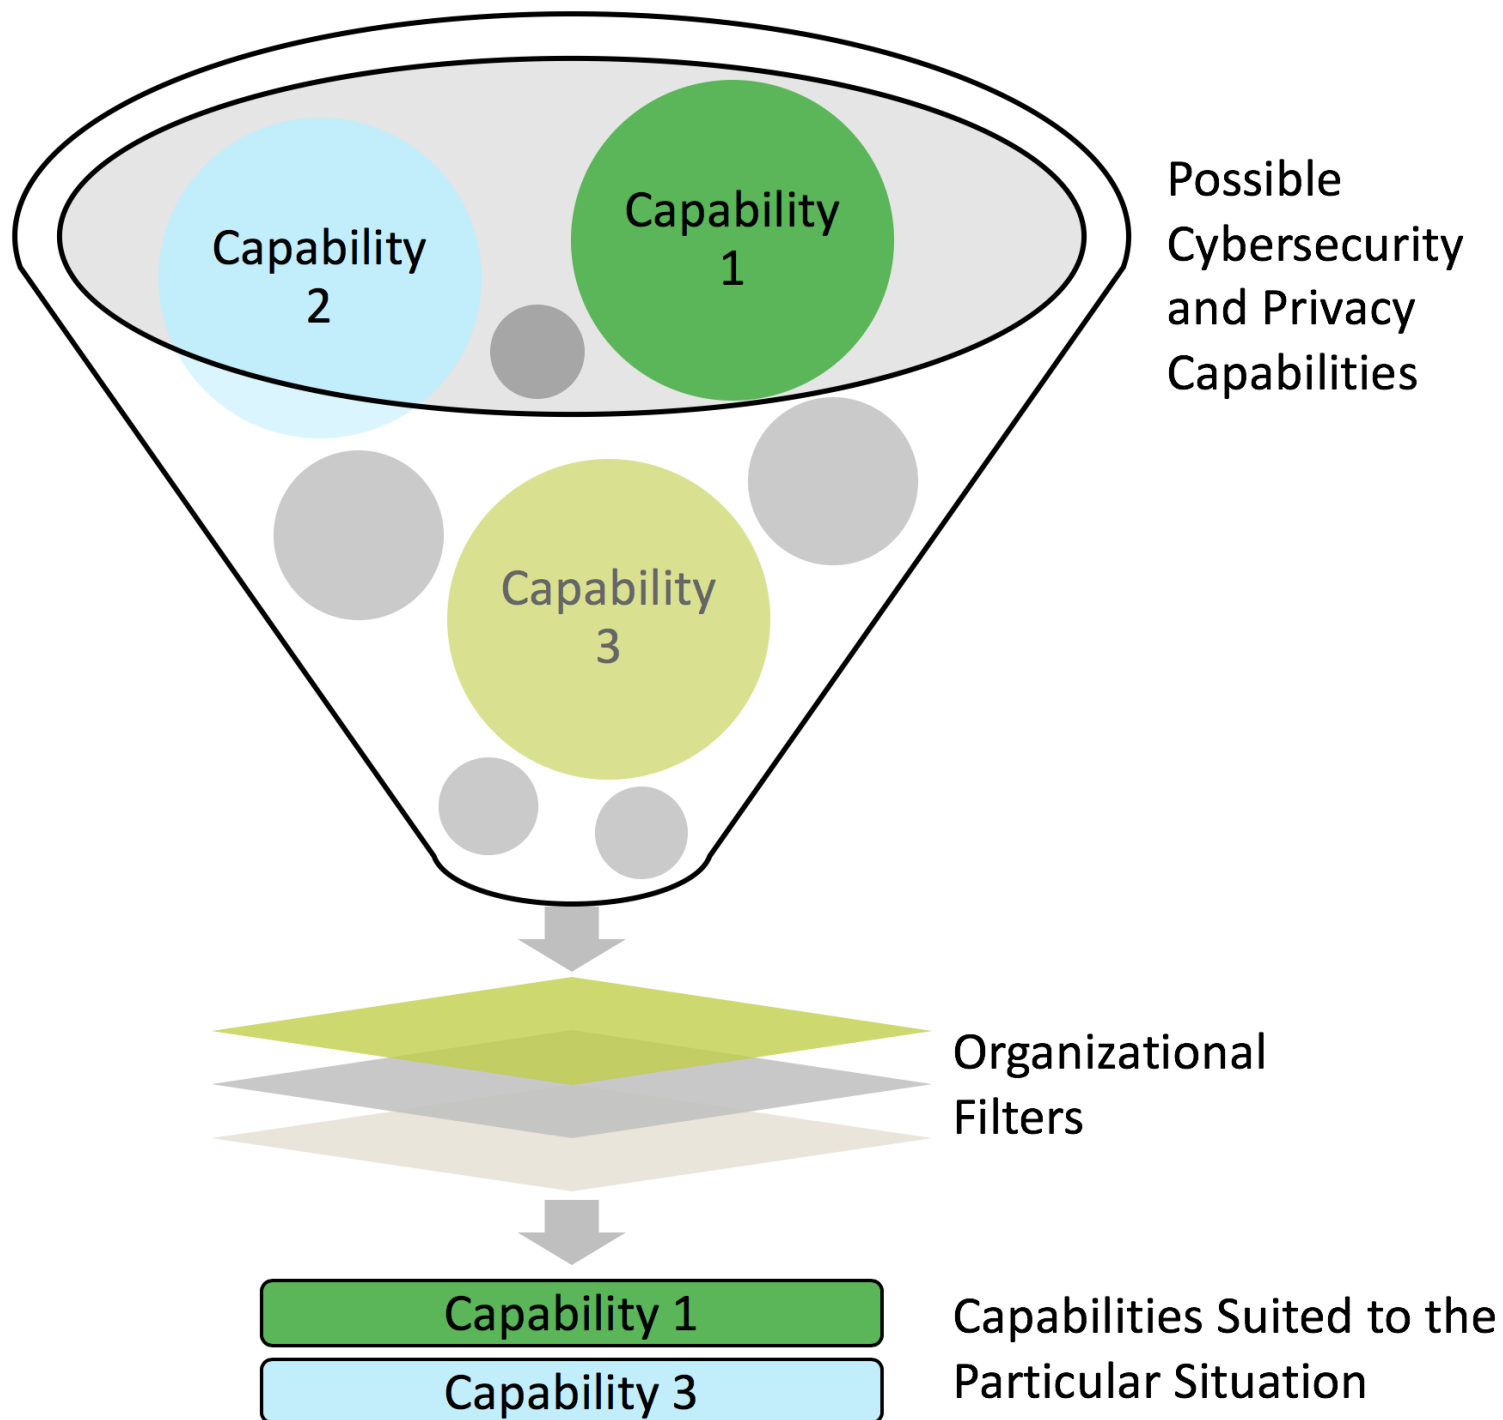 Capability
1
Capability
2
Possible
Cybersecurity
and Privacy
Capabilities
Capability
3
Organizational
Filters
Capability 1
Capability 3
Capabilities Suited to the
Particular Situation